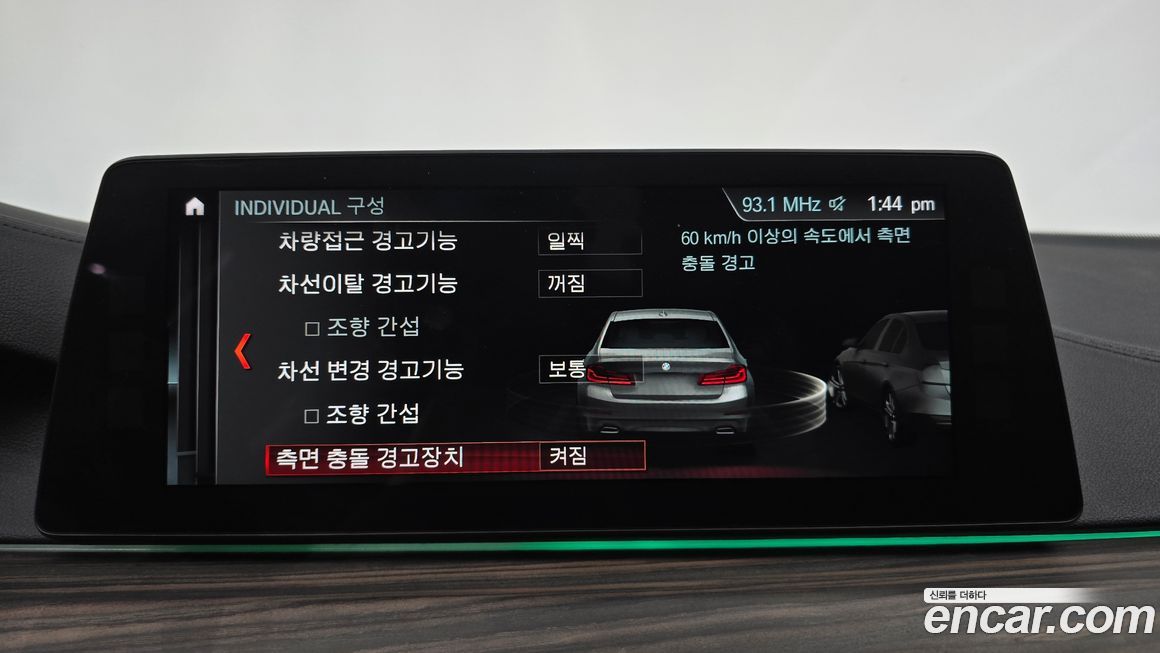 INDIVIDUAL 구성
93.1 MHz 1:44 pm
차량접근 경고기능 일찍
차선이탈 경고기능 꺼짐
조향 간섭
차선 변경 경고기능 보통
조향 간섭
측면 충돌 경고장치 켜짐
60 km/h 이상의 속도에서 측면
충돌 경고
신뢰를 더하다
encar.com